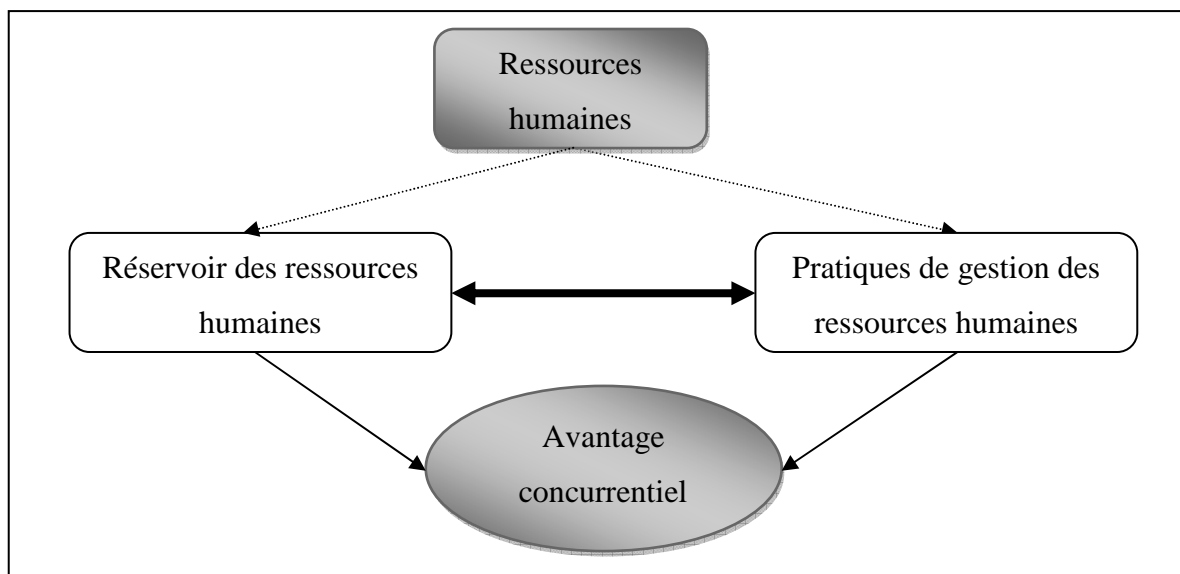 Ressources
humaines
Réservoir des ressources
humaines
Pratiques de gestion des
ressources humaines
Avantage
concurrentiel